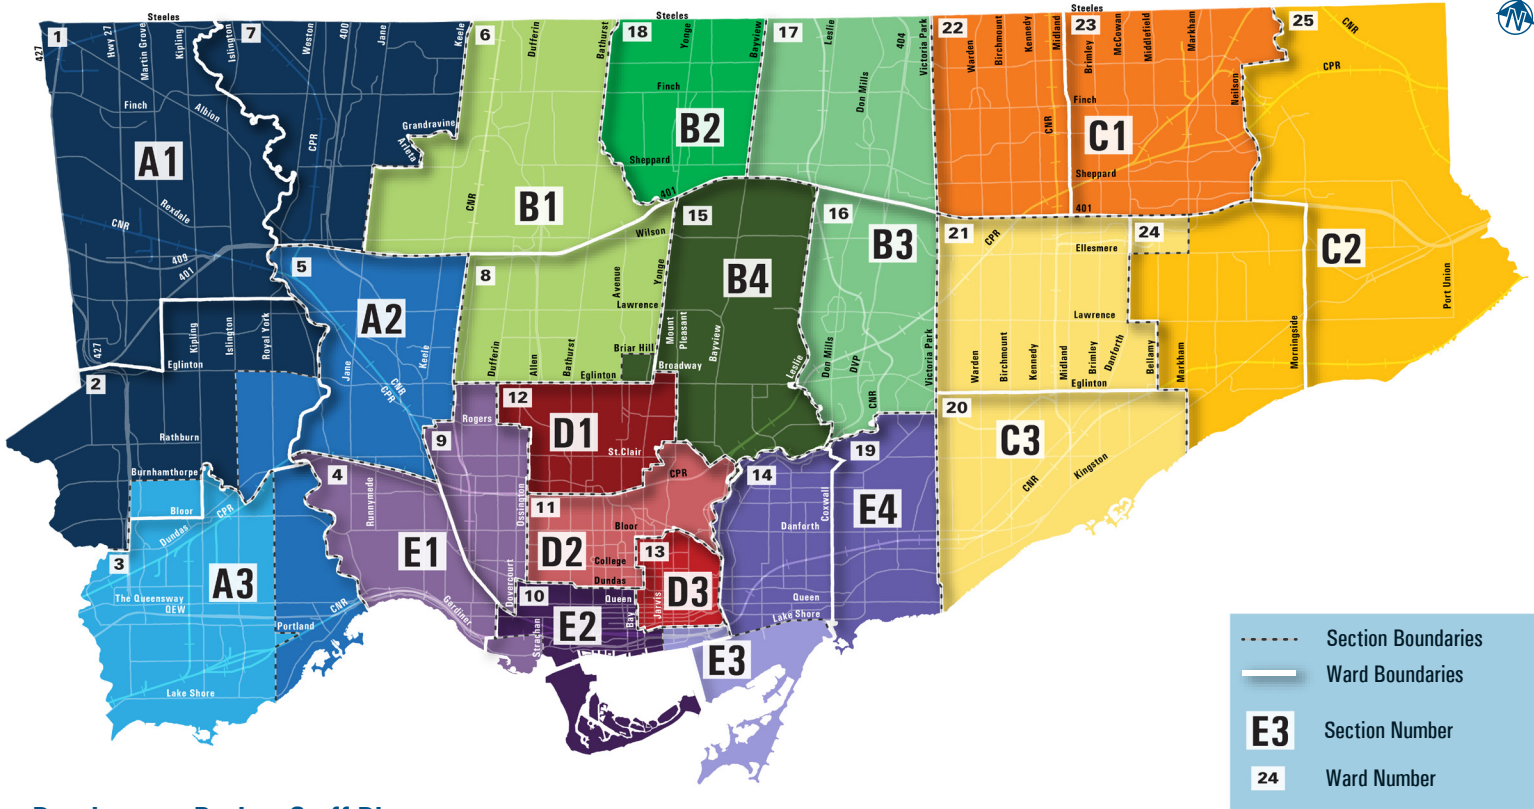 Steeles
Steeles
Steeles
1
427
Hwy 27
Martin Grove
Kipling
Islington
7
Weston
400
Jane
Keele
6
Dufferin
Bathurst
18
Yonge
Bayview
17
Leslie
404
Victoria Park
22
Warden
Birchmount
Kennedy
Midland
23
Brimley
McCowan
Middlefield
Markham
25
CNR
CPR
Neilson
Finch
Albion
CPR
Grandravine
Arleta
Finch
Don Mills
Finch
CNR
A1
B2
C1
Sheppard
Sheppard
401
401
Rexdale
CNR
409
401
CNR
B1
Wilson
15
16
B3
21
CPR
Ellesmere
24
C2
Port Union
5
8
Avenue
Yonge
Lawrence
B4
Lawrence
A2
Kipling
Islington
Royal York
427
Eglinton
2
Jane
CNR
CPR
Keele
Dufferin
Allen
Bathurst
Eglinton
Briar Hill
Broadway
Mount
Pleasant
Bayview
Leslie
Don Mills
DVP
CNR
Victoria Park
Warden
Birchmount
Kennedy
Midland
Brimley
Danforth
Bellamy
Markham
Morningside
Eglinton
20
C3
12
D1
St.Clair
Rogers
9
Rathburn
Burnhamthorpe
4
Runnymede
Ossington
CPR
14
19
Coxwell
E4
Kingston
CNR
Bloor
CPR
Dundas
11
Bloor
D2
College
Dundas
13
D3
Jarvis
Danforth
3
A3
E1
The Queensway
QEW
CNR
Portland
Gardiner
Dovercourt
10
Queen
Bay
E2
Strachan
Queen
Lake Shore
E3
Lake Shore
Section Boundaries
Ward Boundaries
E3 Section Number
24 Ward Number